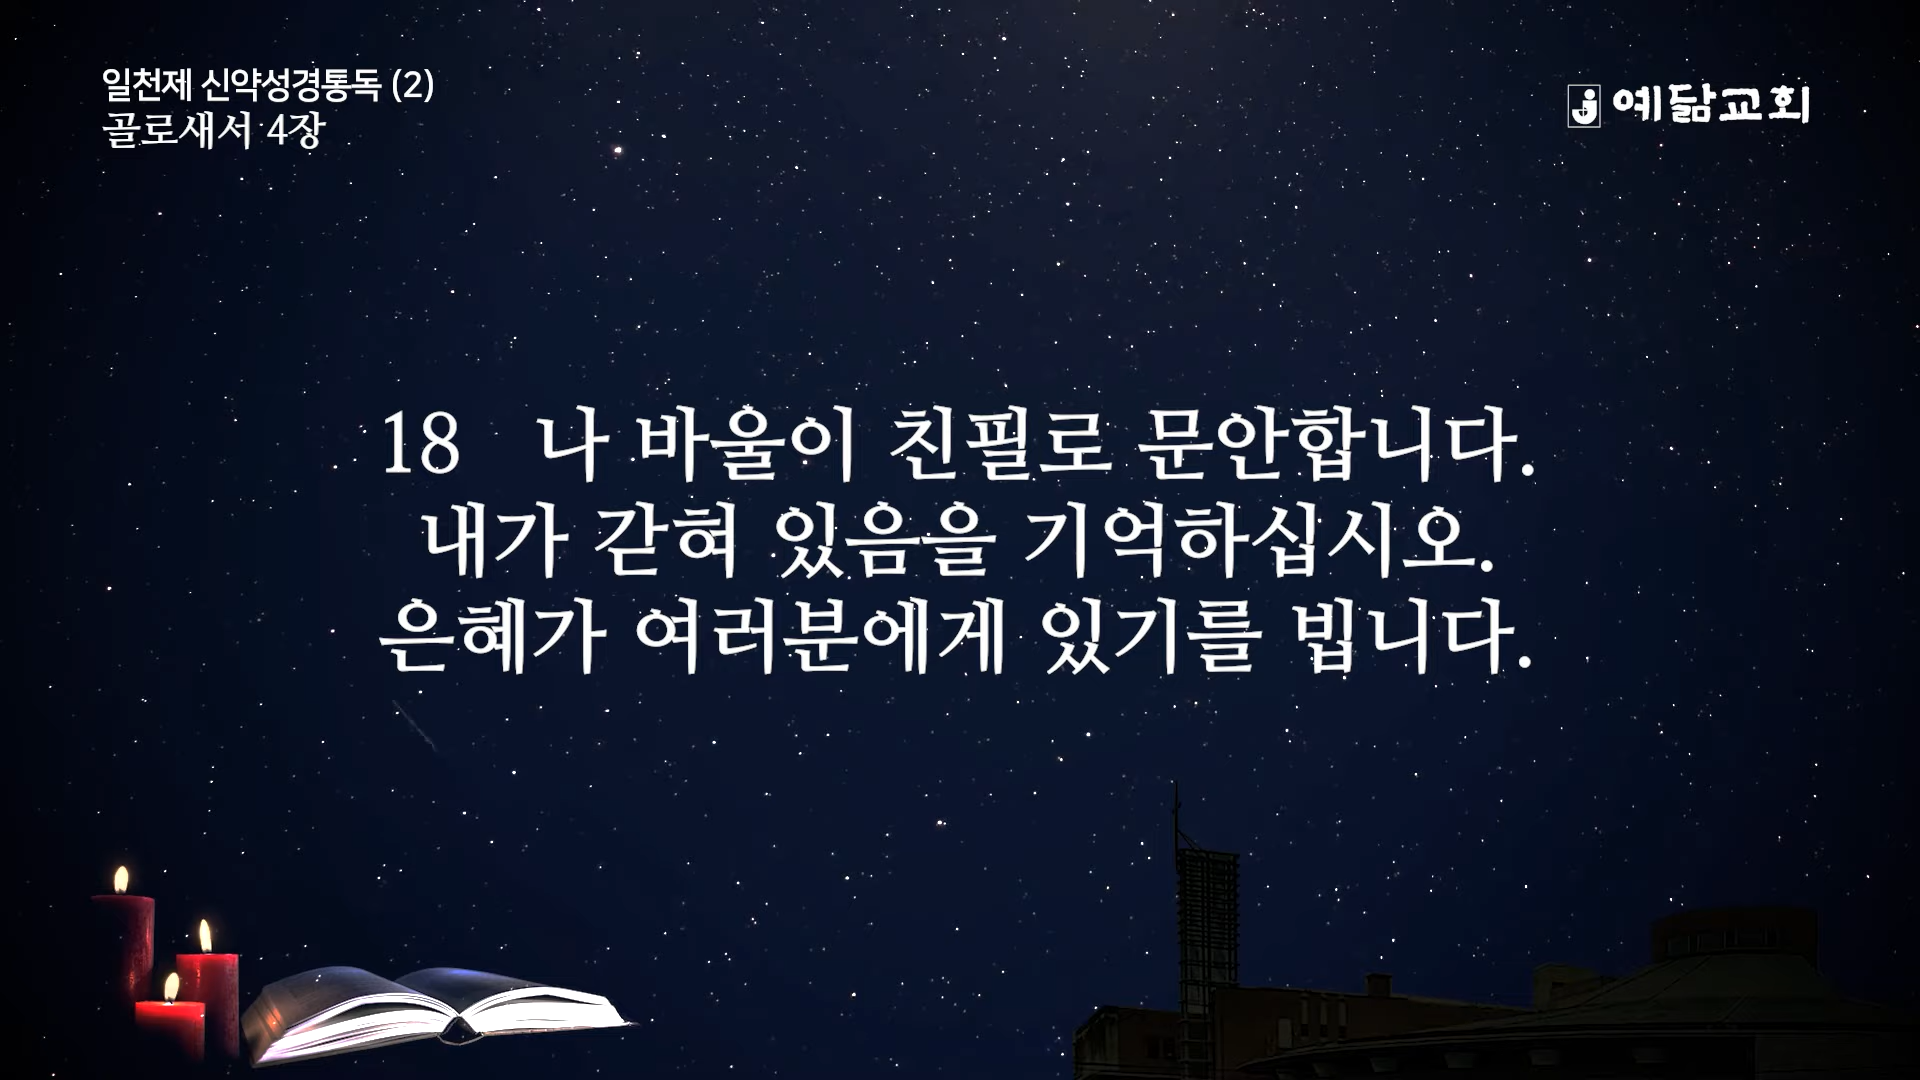 일천제 신약성경통독 (2)
골로새서 4장
예닮교회
18 나 바울이 친필로 문안합니다.
내가 갇혀 있음을 기억하십시오.
은혜가 여러분에게 있기를 빕니다.